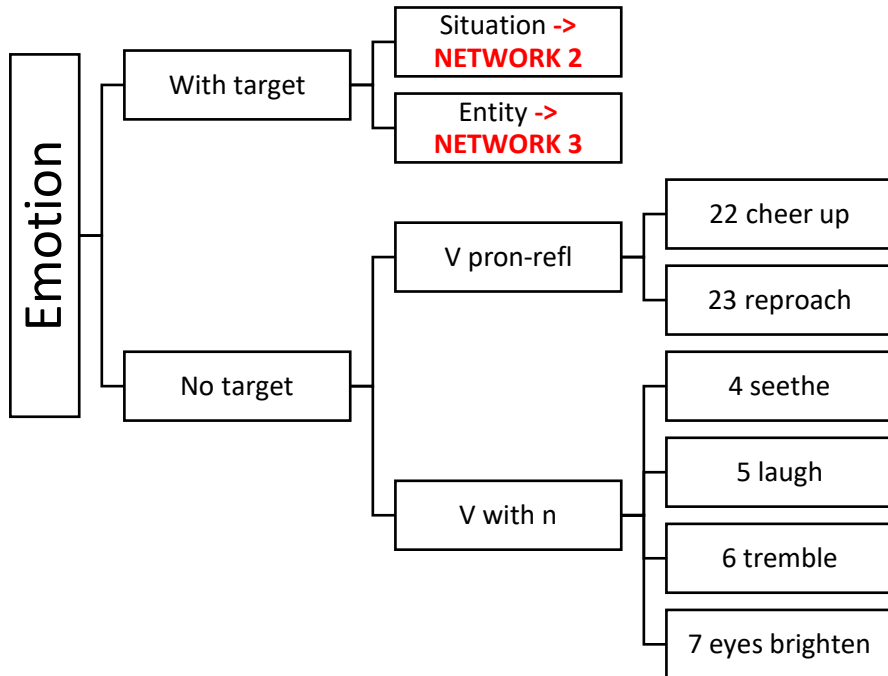 Emotion
With target
Situation ->
NETWORK 2
Entity ->
NETWORK 3
No target
V pron-refl
22 cheer up
23 reproach
V with n
4 seethe
5 laugh
6 tremble
7 eyes brighten